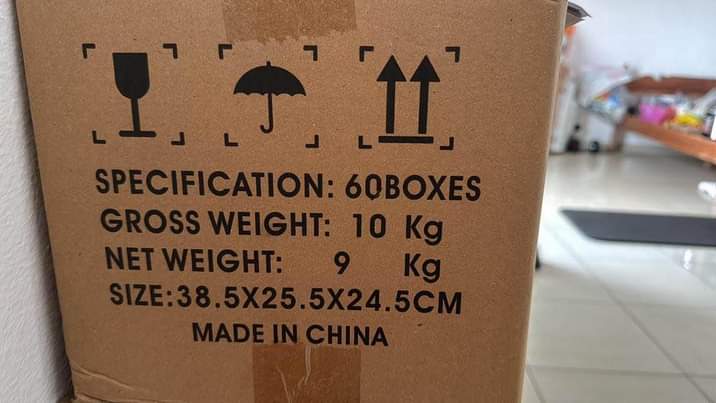 SPECIFICATION: 60BOXES
GROSS WEIGHT: 10 Kg
NET WEIGHT: 9 Kg
SIZE:38.5X25.5X24.5CM
MADE IN CHINA